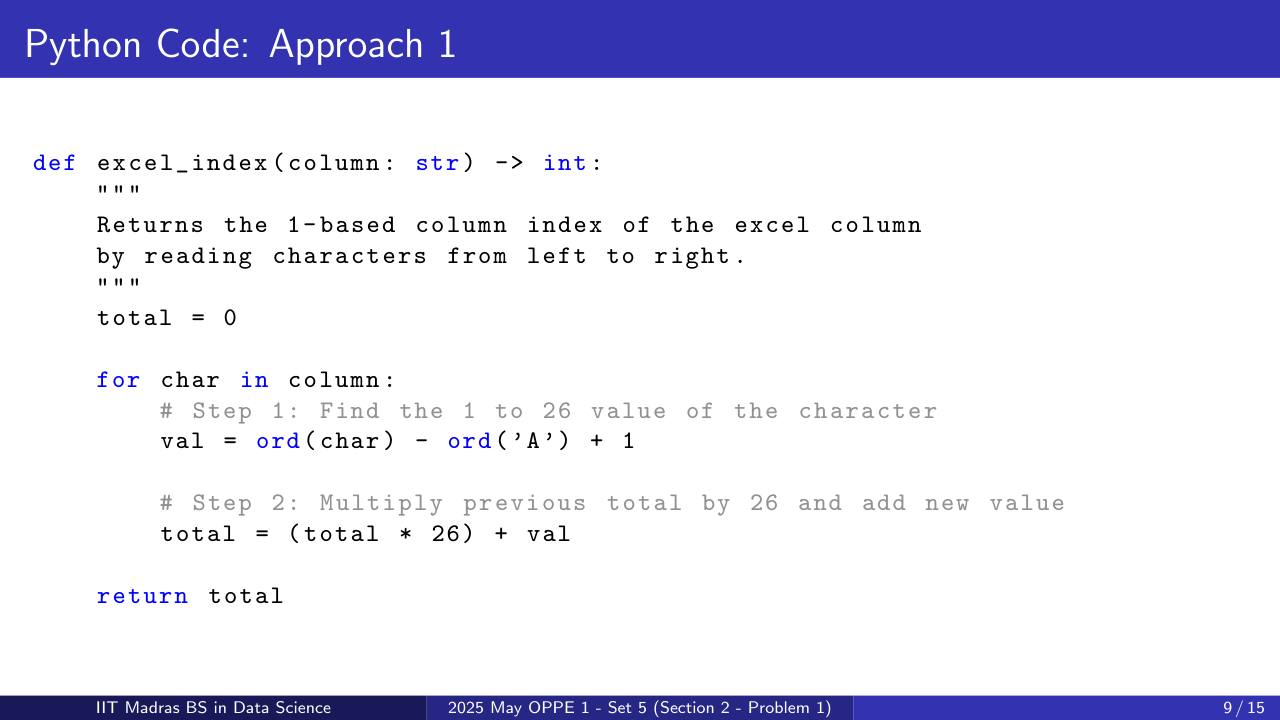 Python Code: Approach 1
def excel_index(column: str) -> int:
    """
    Returns the 1-based column index of the excel column
    by reading characters from left to right.
    """
    total = 0
    for char in column:
        # Step 1: Find the 1 to 26 value of the character
        val = ord(char) - ord(’A’) + 1
        # Step 2: Multiply previous total by 26 and add new value
        total = (total * 26) + val
    return total
IIT Madras BS in Data Science
2025 May OPPE 1 - Set 5 (Section 2 - Problem 1)
9 / 15